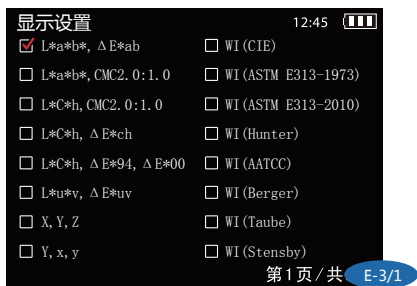 显示设置 12:45
L*a*b*, ΔE*ab
L*a*b*,CMC2.0:1.0
L*C*h,CMC2.0:1.0
L*C*h, ΔE*ch
L*C*h, ΔE*94, ΔE*00
L*u*v, ΔE*uv
X,Y,Z
Y,x,y
WI(CIE)
WI(ASTM E313-1973)
WI(ASTM E313-2010)
WI(Hunter)
WI(AATCC)
WI(Berger)
WI(Taube)
WI(Stensby)
第1页/共
E-3/1